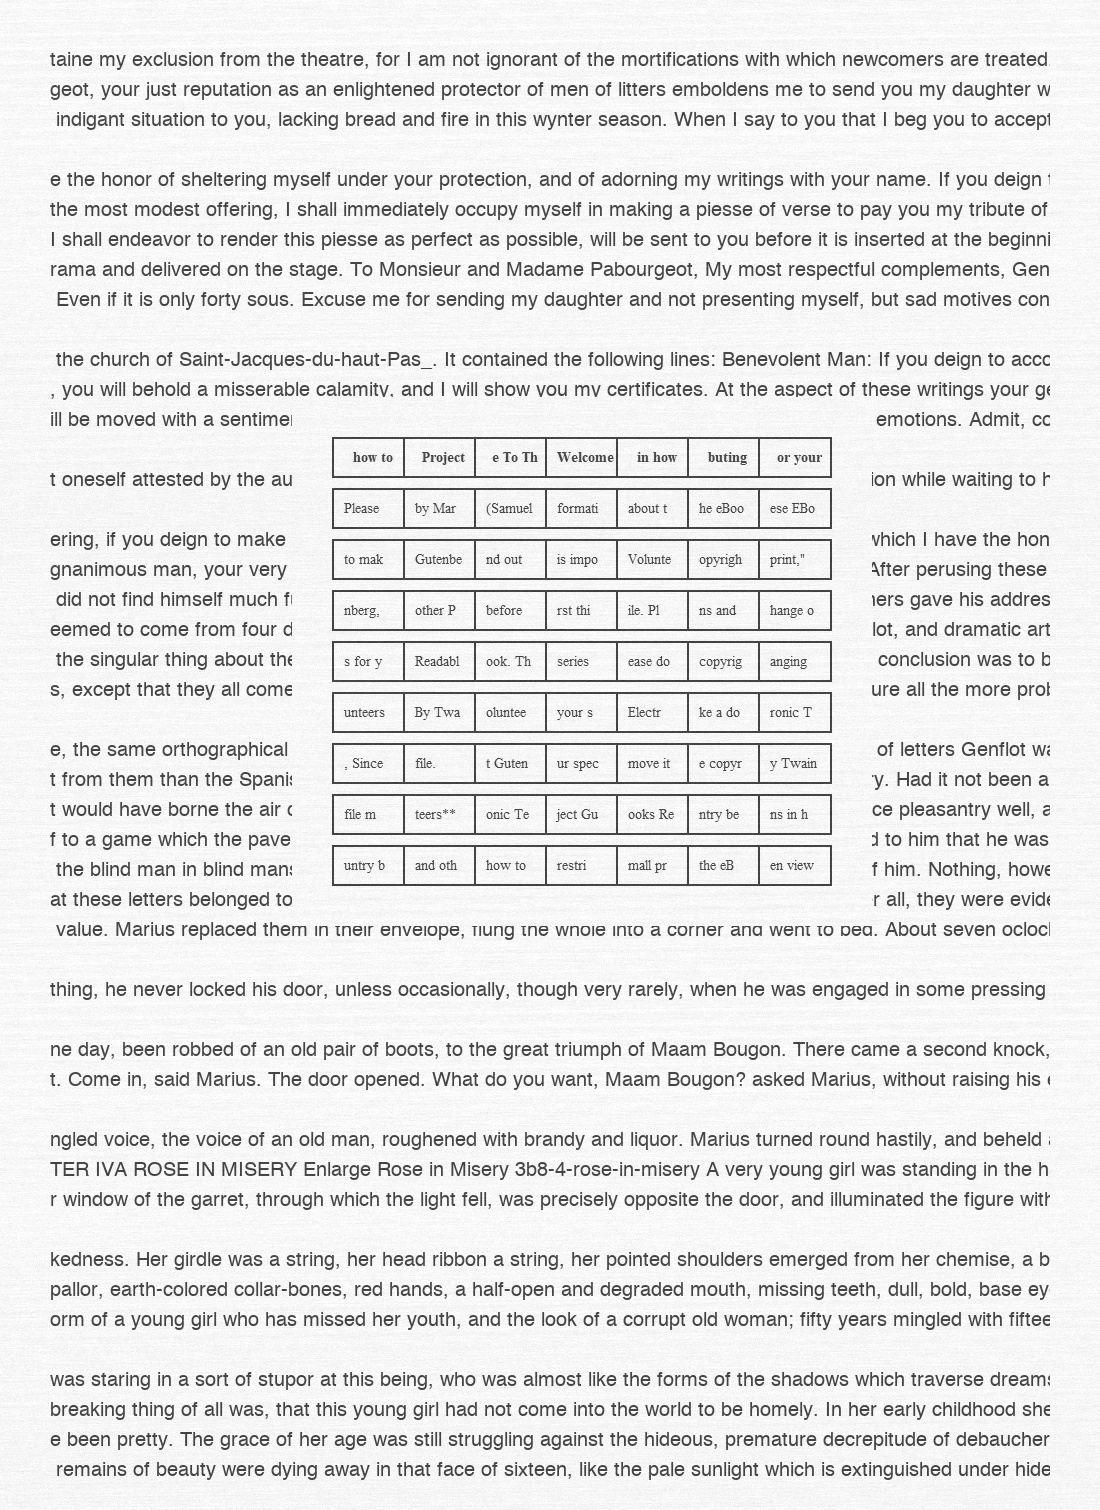 taine my exclusion from the theatre, for I am not ignorant of the mortifications with which newcomers are treated
geot, your just reputation as an enlightened protector of men of litters emboldens me to send you my daughter w
indigant situation to you, lacking bread and fire in this wynter season. When I say to you that I beg you to accept
e the honor of sheltering myself under your protection, and of adorning my writings with your name. If you deign
the most modest offering, I shall immediately occupy myself in making a piesse of verse to pay you my tribute of
I shall endeavor to render this piesse as perfect as possible, will be sent to you before it is inserted at the beginni
rama and delivered on the stage. To Monsieur and Madame Pabourgeot, My most respectful complements, Gen
Even if it is only forty sous. Excuse me for sending my daughter and not presenting myself, but sad motives con
the church of Saint-Jacques-du-haut-Pas_. It contained the following lines: Benevolent Man: If you deign to acco
, you will behold a misserable calamity, and I will show you my certificates. At the aspect of these writings your ge
ill be moved with a sentimen emotions. Admit, co
t oneself attested by the au ion while waiting to h
ering, if you deign to make which I have the hon
gnanimous man, your very After perusing these
did not find himself much fu hers gave his addres
eemed to come from four d lot, and dramatic art
the singular thing about the conclusion was to b
s, except that they all come ure all the more prob
e, the same orthographical of letters Genflot wa
t from them than the Spanis y. Had it not been a
t would have borne the air o ce pleasantry well, a
f to a game which the pave d to him that he was
the blind man in blind mans f him. Nothing, howe
at these letters belonged to r all, they were evide
value. Marius replaced them in their envelope, flung the whole into a corner and went to bed. About seven ocloc
thing, he never locked his door, unless occasionally, though very rarely, when he was engaged in some pressing
ne day, been robbed of an old pair of boots, to the great triumph of Maam Bougon. There came a second knock,
t. Come in, said Marius. The door opened. What do you want, Maam Bougon? asked Marius, without raising his
ngled voice, the voice of an old man, roughened with brandy and liquor. Marius turned round hastily, and beheld
TER IVA ROSE IN MISERY Enlarge Rose in Misery 3b8-4-rose-in-misery A very young girl was standing in the h
r window of the garret, through which the light fell, was precisely opposite the door, and illuminated the figure with
kedness. Her girdle was a string, her head ribbon a string, her pointed shoulders emerged from her chemise, a b
pallor, earth-colored collar-bones, red hands, a half-open and degraded mouth, missing teeth, dull, bold, base ey
orm of a young girl who has missed her youth, and the look of a corrupt old woman; fifty years mingled with fiftee
was staring in a sort of stupor at this being, who was almost like the forms of the shadows which traverse dreams
breaking thing of all was, that this young girl had not come into the world to be homely. In her early childhood she
e been pretty. The grace of her age was still struggling against the hideous, premature decrepitude of debaucher
remains of beauty were dying away in that face of sixteen, like the pale sunlight which is extinguished under hide
how to Project e To Th Welcome in how buting or your
Please by Mar (Samuel formati about t he eBoo ese EBo
to mak Gutenbe nd out is impo Volunte opyrigh print,"
nberg, other P before rst thi ile. Pl ns and hange o
s for y Readabl ook. Th series ease do copyrig anging
unteers By Twa oluntee your s Electr ke a do ronic T
, Since file. t Guten ur spec move it e copyr y Twain
file m teers** onic Te ject Gu ooks Re ntry be ns in h
untry b and oth how to restri mall pr the eB en view